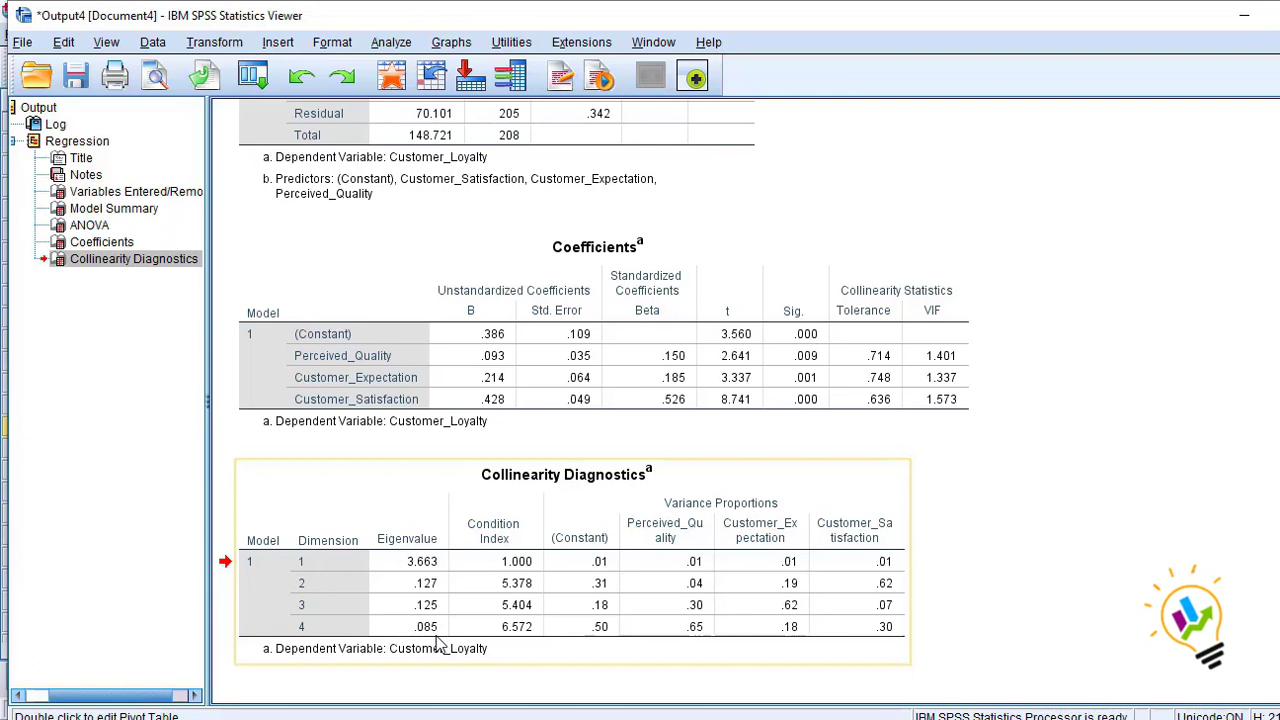 *Output4 [Document4] - IBM SPSS Statistics Viewer
File Edit View Data Transform Insert Format Analyze Graphs Utilities Extensions Window Help
Output
Log
Regression
Title
Notes
Variables Entered/Remo
Model Summary
ANOVA
Coefficients
Collinearity Diagnostics
Residual 70.101 205 .342
Total 148.721 208
a. Dependent Variable: Customer_Loyalty
b. Predictors: (Constant), Customer_Satisfaction, Customer_Expectation,
Perceived_Quality
Coefficientsa
Unstandardized Coefficients Standardized Coefficients Collinearity Statistics
Model B Std. Error Beta t Sig. Tolerance VIF
1 (Constant) .386 .109 3.560 .000
Perceived_Quality .093 .035 .150 2.641 .009 .714 1.401
Customer_Expectation .214 .064 .185 3.337 .001 .748 1.337
Customer_Satisfaction .428 .049 .526 8.741 .000 .636 1.573
a. Dependent Variable: Customer_Loyalty
Collinearity Diagnosticsa
Variance Proportions
Model Dimension Eigenvalue Condition Index (Constant) Perceived_Quality Customer_Expectation Customer_Satisfaction
1 1 3.663 1.000 .01 .01 .01 .01
2 .127 5.378 .31 .04 .19 .62
3 .125 5.404 .18 .30 .62 .07
4 .085 6.572 .50 .65 .18 .30
a. Dependent Variable: Customer_Loyalty
Double click to edit Pivot Table
IBM SPSS Statistics Processor is ready Unicode:ON